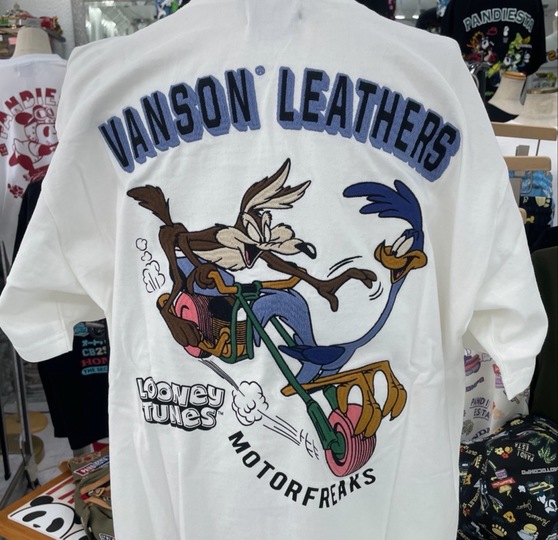 VANSON® LEATHERS
LOONEY
TUNES
MOTORFREAKS
PANDIESTA